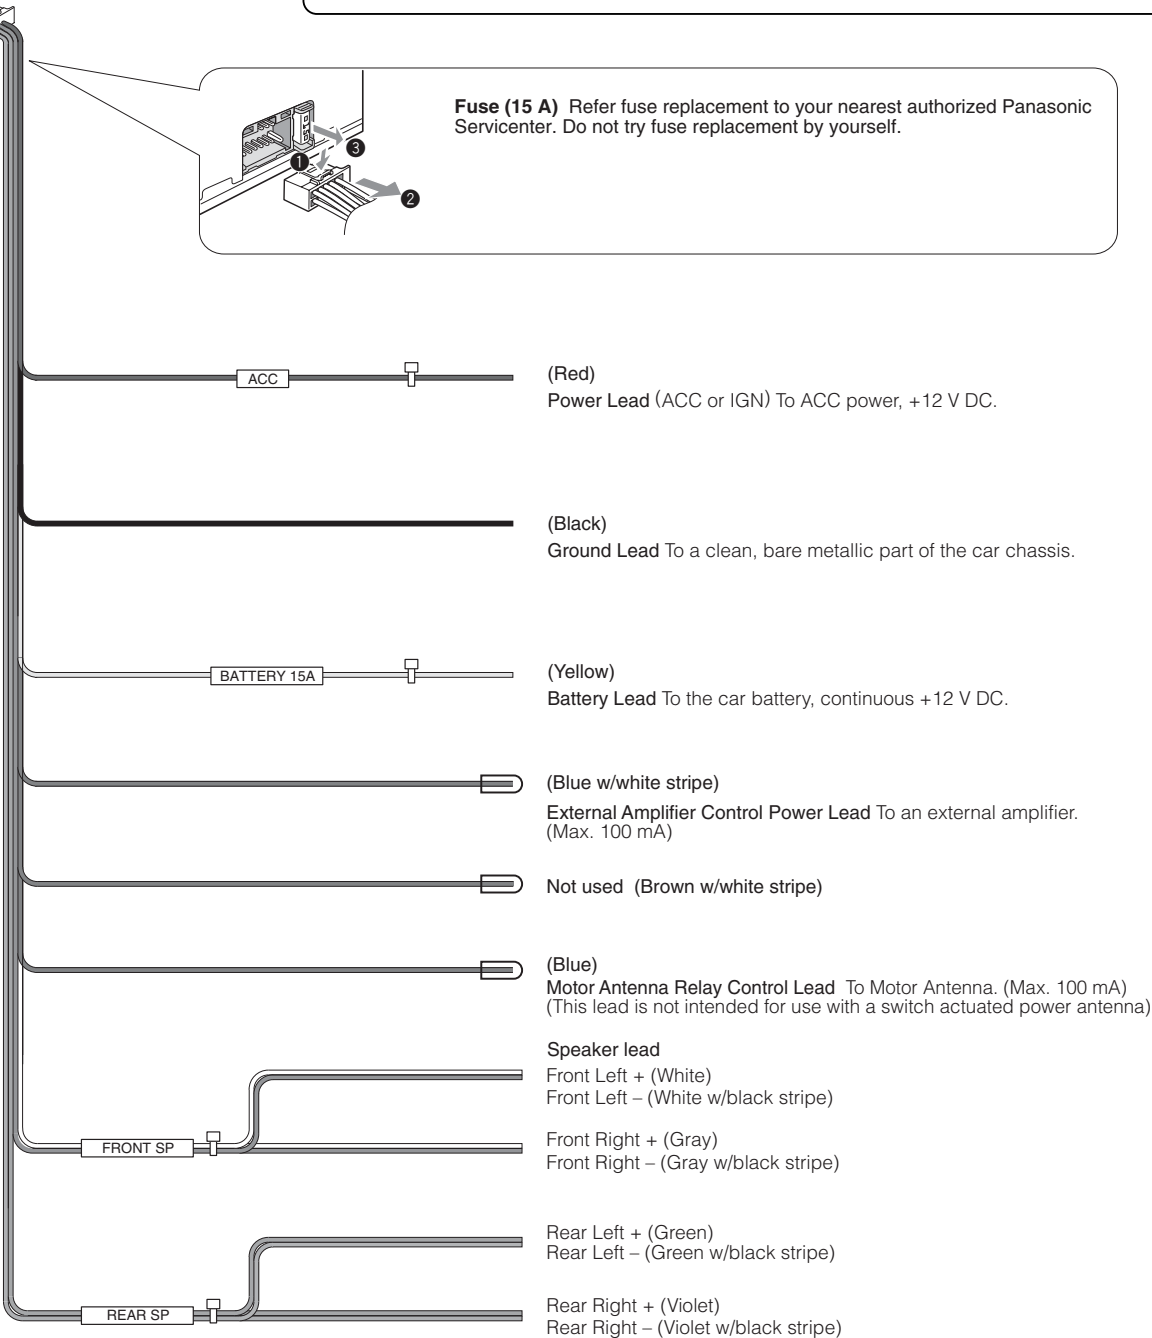 Fuse (15 A) Refer fuse replacement to your nearest authorized Panasonic
Servicenter. Do not try fuse replacement by yourself.
❶
❸
❷
ACC
(Red)
Power Lead (ACC or IGN) To ACC power, +12 V DC.
(Black)
Ground Lead To a clean, bare metallic part of the car chassis.
BATTERY 15A
(Yellow)
Battery Lead To the car battery, continuous +12 V DC.
(Blue w/white stripe)
External Amplifier Control Power Lead To an external amplifier.
(Max. 100 mA)
Not used (Brown w/white stripe)
(Blue)
Motor Antenna Relay Control Lead To Motor Antenna. (Max. 100 mA)
(This lead is not intended for use with a switch actuated power antenna)
Speaker lead
Front Left + (White)
Front Left – (White w/black stripe)
FRONT SP
Front Right + (Gray)
Front Right – (Gray w/black stripe)
Rear Left + (Green)
Rear Left – (Green w/black stripe)
REAR SP
Rear Right + (Violet)
Rear Right – (Violet w/black stripe)